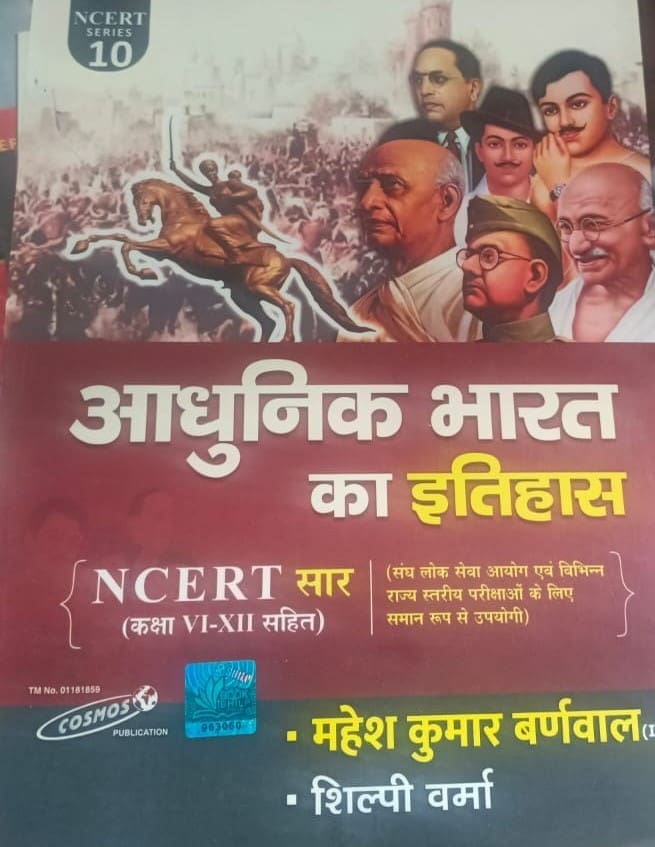 NCERT
SERIES
10
आधुनिक भारत
का इतिहास
NCERT सार
(कक्षा VI-XII सहित)
(संघ लोक सेवा आयोग एवं विभिन्न
राज्य स्तरीय परीक्षाओं के लिए
समान रूप से उपयोगी)
TM No. 01181859
COSMOS
PUBLICATION
963060
▪ महेश कुमार बर्णवाल
▪ शिल्पी वर्मा